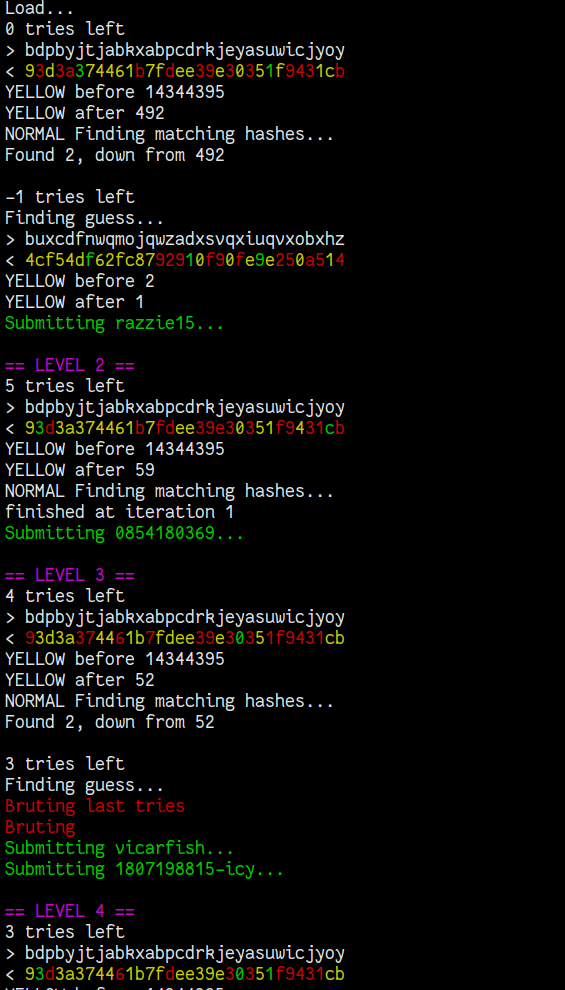 Load...
0 tries left
> bdpbyjtjabkxabpcdrkjeyasuwicjyoy
< 93d3a374461b7fdee39e30351f9431cb
YELLOW before 14344395
YELLOW after 492
NORMAL Finding matching hashes...
Found 2, down from 492

-1 tries left
Finding guess...
> buxcdfnwqmojqwzadxsvqxiuqvxobxhz
< 4cf54df62fc8792910f90fe9e250a514
YELLOW before 2
YELLOW after 1
Submitting razzie15...

== LEVEL 2 ==
5 tries left
> bdpbyjtjabkxabpcdrkjeyasuwicjyoy
< 93d3a374461b7fdee39e30351f9431cb
YELLOW before 14344395
YELLOW after 59
NORMAL Finding matching hashes...
finished at iteration 1
Submitting 0854180369...

== LEVEL 3 ==
4 tries left
> bdpbyjtjabkxabpcdrkjeyasuwicjyoy
< 93d3a374461b7fdee39e30351f9431cb
YELLOW before 14344395
YELLOW after 52
NORMAL Finding matching hashes...
Found 2, down from 52

3 tries left
Finding guess...
Bruting last tries
Bruting
Submitting vicarfish...
Submitting 1807198815-icy...

== LEVEL 4 ==
3 tries left
> bdpbyjtjabkxabpcdrkjeyasuwicjyoy
< 93d3a374461b7fdee39e30351f9431cb